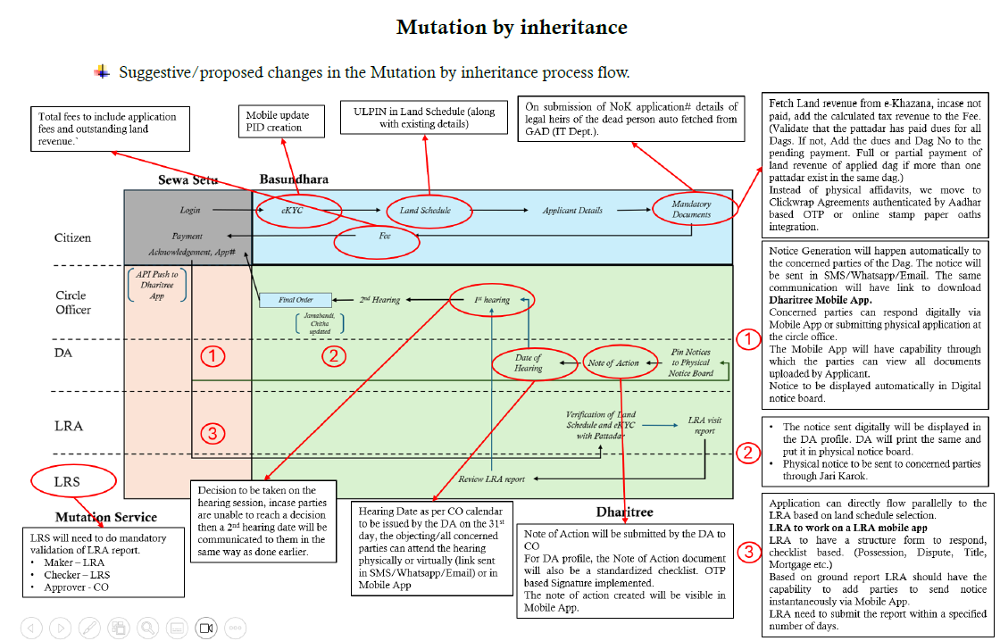 Mutation by inheritance
Suggestive/proposed changes in the Mutation by inheritance process flow.
Total fees to include application
fees and outstanding land
revenue.`
Mobile update
PID creation
ULPIN in Land Schedule (along
with existing details)
On submission of NoK application# details of
legal heirs of the dead person auto fetched from
GAD (IT Dept.).
Fetch Land revenue from e-Khazana, incase not
paid, add the calculated tax revenue to the Fee.
(Validate that the pattadar has paid dues for all
Dags. If not, Add the dues and Dag No to the
pending payment. Full or partial payment of
land revenue of applied dag if more than one
pattadar exist in the same dag.)
Instead of physical affidavits, we move to
Clickwrap Agreements authenticated by Aadhar
based OTP or online stamp paper oaths
integration.
Sewa Setu
Basundhara
Citizen
Login
eKYC
Land Schedule
Applicant Details
Mandatory
Documents
Payment
Fee
Acknowledgement, App#
API Push to
Dharitree
App
Circle
Officer
Final Order
2nd Hearing
1st hearing
Jamabandi,
Chitha
updated
DA
1
2
Date of
Hearing
Note of Action
Pin Notices
to Physical
Notice Board
LRA
3
Verification of Land
Schedule and eKYC
with Pattadar
LRA visit
report
LRS
Review LRA report
Mutation Service
Dharitree
1
Notice Generation will happen automatically to
the concerned parties of the Dag. The notice will
be sent in SMS/Whatsapp/Email. The same
communication will have link to download
Dharitree Mobile App.
Concerned parties can respond digitally via
Mobile App or submitting physical application at
the circle office.
The Mobile App will have capability through
which the parties can view all documents
uploaded by Applicant.
Notice to be displayed automatically in Digital
notice board.
2
• The notice sent digitally will be displayed in
the DA profile. DA will print the same and
put it in physical notice board.
• Physical notice to be sent to concerned parties
through Jari Karok.
3
Application can directly flow parallelly to the
LRA based on land schedule selection.
LRA to work on a LRA mobile app
LRA to have a structure form to respond,
checklist based. (Possession, Dispute, Title,
Mortgage etc.)
Based on ground report LRA should have the
capability to add parties to send notice
instantaneously via Mobile App.
LRA need to submit the report within a specified
number of days.
LRS will need to do mandatory
validation of LRA report.
• Maker – LRA
• Checker – LRS
• Approver - CO
Decision to be taken on the
hearing session, incase parties
are unable to reach a decision
then a 2nd hearing date will be
communicated to them in the
same way as done earlier.
Hearing Date as per CO calendar
to be issued by the DA on the 31st
day, the objecting/all concerned
parties can attend the hearing
physically or virtually (link sent
in SMS/Whatsapp/Email) or in
Mobile App
Note of Action will be submitted by the DA to
CO
For DA profile, the Note of Action document
will also be a standardized checklist. OTP
based Signature implemented.
The note of action created will be visible in
Mobile App.